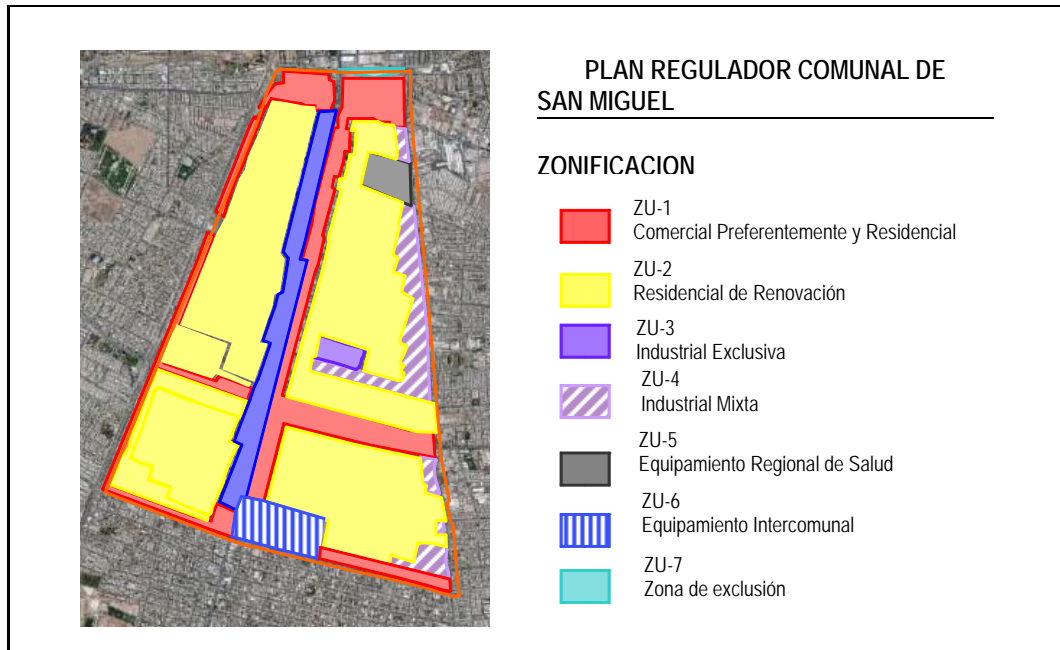 PLAN REGULADOR COMUNAL DE
SAN MIGUEL
ZONIFICACION
ZU-1
Comercial Preferentemente y Residencial
ZU-2
Residencial de Renovación
ZU-3
Industrial Exclusiva
ZU-4
Industrial Mixta
ZU-5
Equipamiento Regional de Salud
ZU-6
Equipamiento Intercomunal
ZU-7
Zona de exclusión